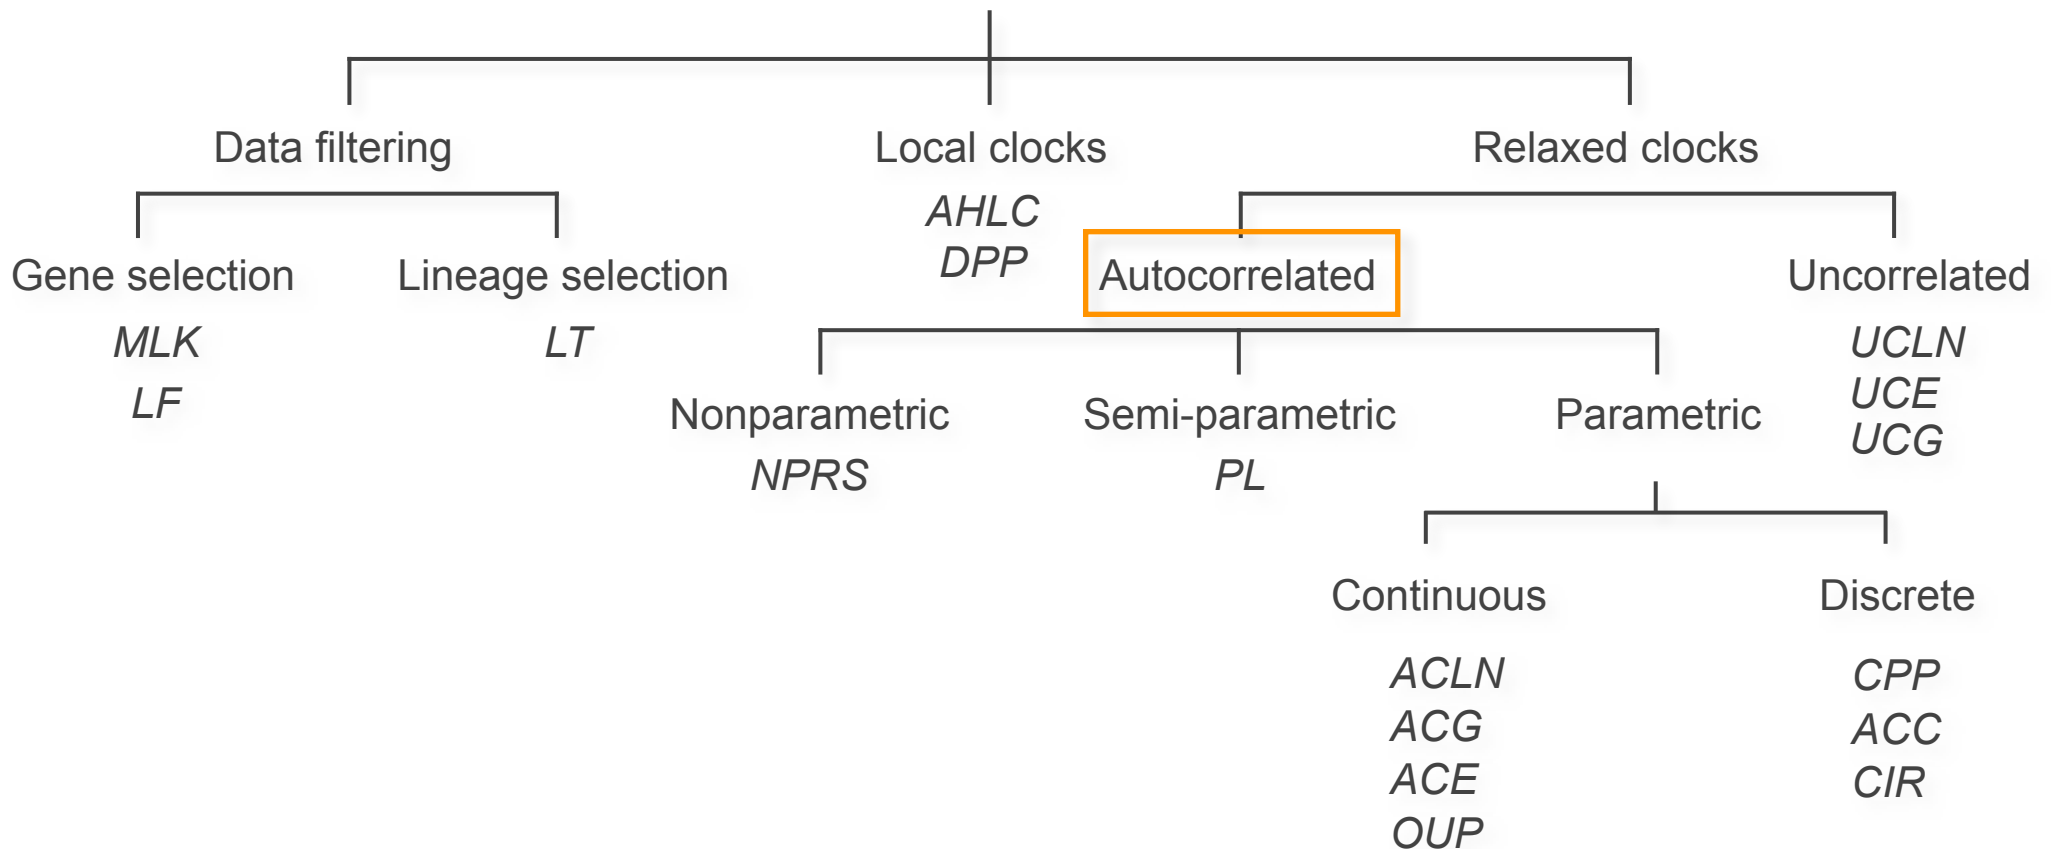 Data filtering
Local clocks
Relaxed clocks
AHLC
DPP
Gene selection
Lineage selection
Autocorrelated
Uncorrelated
MLK
LF
LT
UCLN
UCE
UCG
Nonparametric
Semi-parametric
Parametric
NPRS
PL
Continuous
Discrete
ACLN
ACG
ACE
OUP
CPP
ACC
CIR